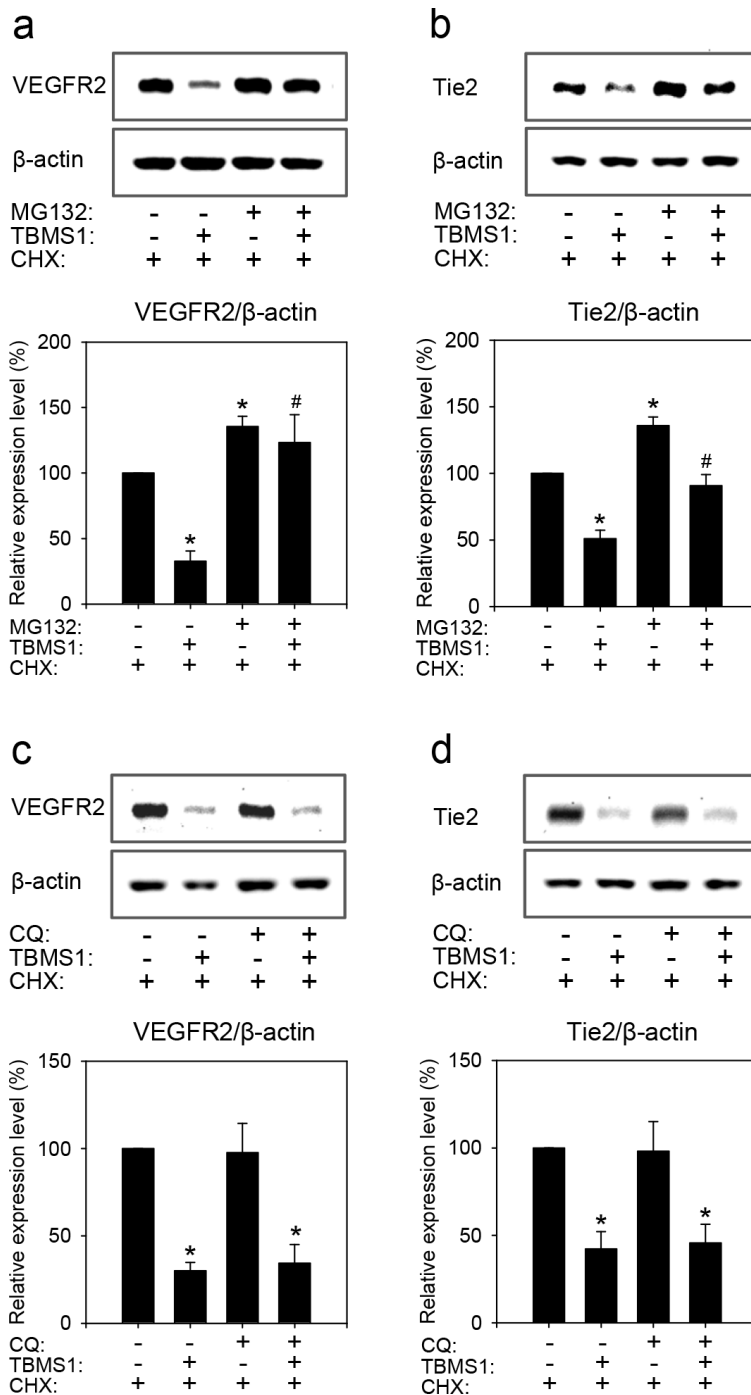 a
VEGFR2
β-actin
MG132: - - + +
TBMS1: - + - +
CHX: + + + +
VEGFR2/β-actin
Relative expression level (%)
200
150
100
50
0
* * #
MG132: - - + +
TBMS1: - + - +
CHX: + + + +
b
Tie2
β-actin
MG132: - - + +
TBMS1: - + - +
CHX: + + + +
Tie2/β-actin
Relative expression level (%)
200
150
100
50
0
* * #
MG132: - - + +
TBMS1: - + - +
CHX: + + + +
c
VEGFR2
β-actin
CQ: - - + +
TBMS1: - + - +
CHX: + + + +
VEGFR2/β-actin
Relative expression level (%)
150
100
50
0
* *
CQ: - - + +
TBMS1: - + - +
CHX: + + + +
d
Tie2
β-actin
CQ: - - + +
TBMS1: - + - +
CHX: + + + +
Tie2/β-actin
Relative expression level (%)
150
100
50
0
* *
CQ: - - + +
TBMS1: - + - +
CHX: + + + +